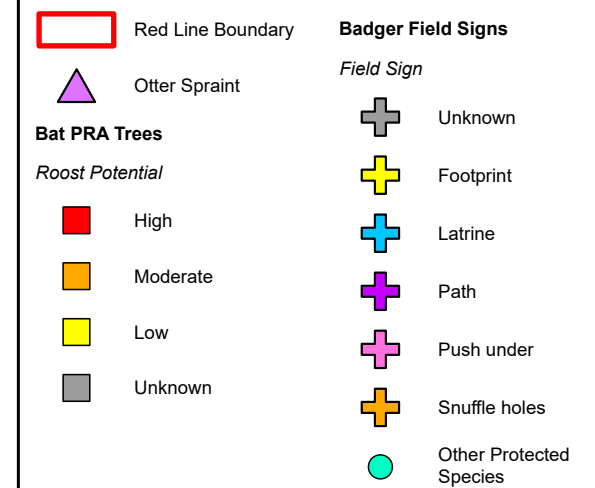 Red Line Boundary
Otter Spraint
Bat PRA Trees
Roost Potential
High
Moderate
Low
Unknown
Badger Field Signs
Field Sign
Unknown
Footprint
Latrine
Path
Push under
Snuffle holes
Other Protected
Species